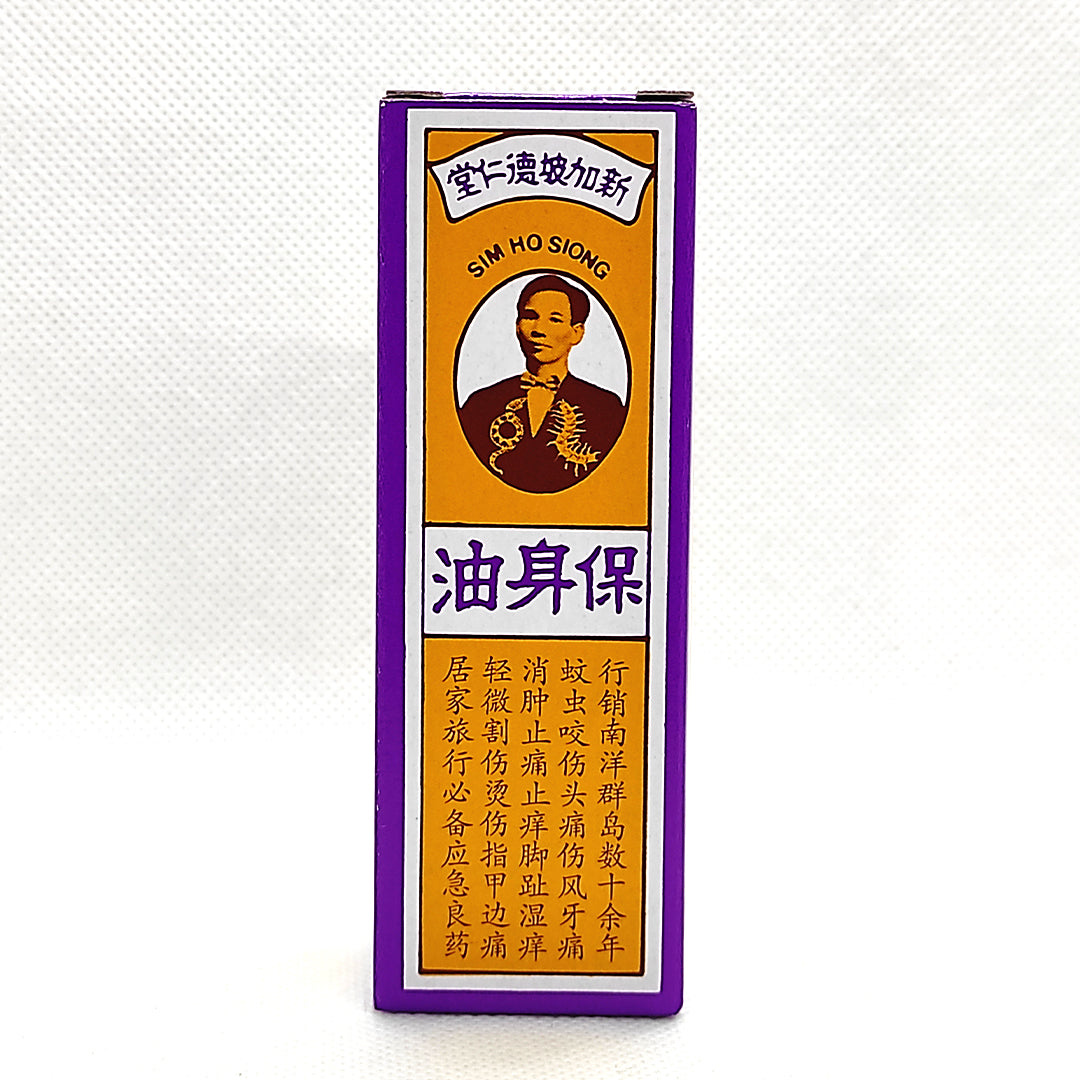 新加坡德仁堂
SIM HO SIONG
保身油
行销南洋群岛数十余年
蚊虫咬伤头痛伤风牙痛
消肿止痛止痒脚趾湿痒
轻微割伤烫伤指甲边痛
居家旅行必备应急良药